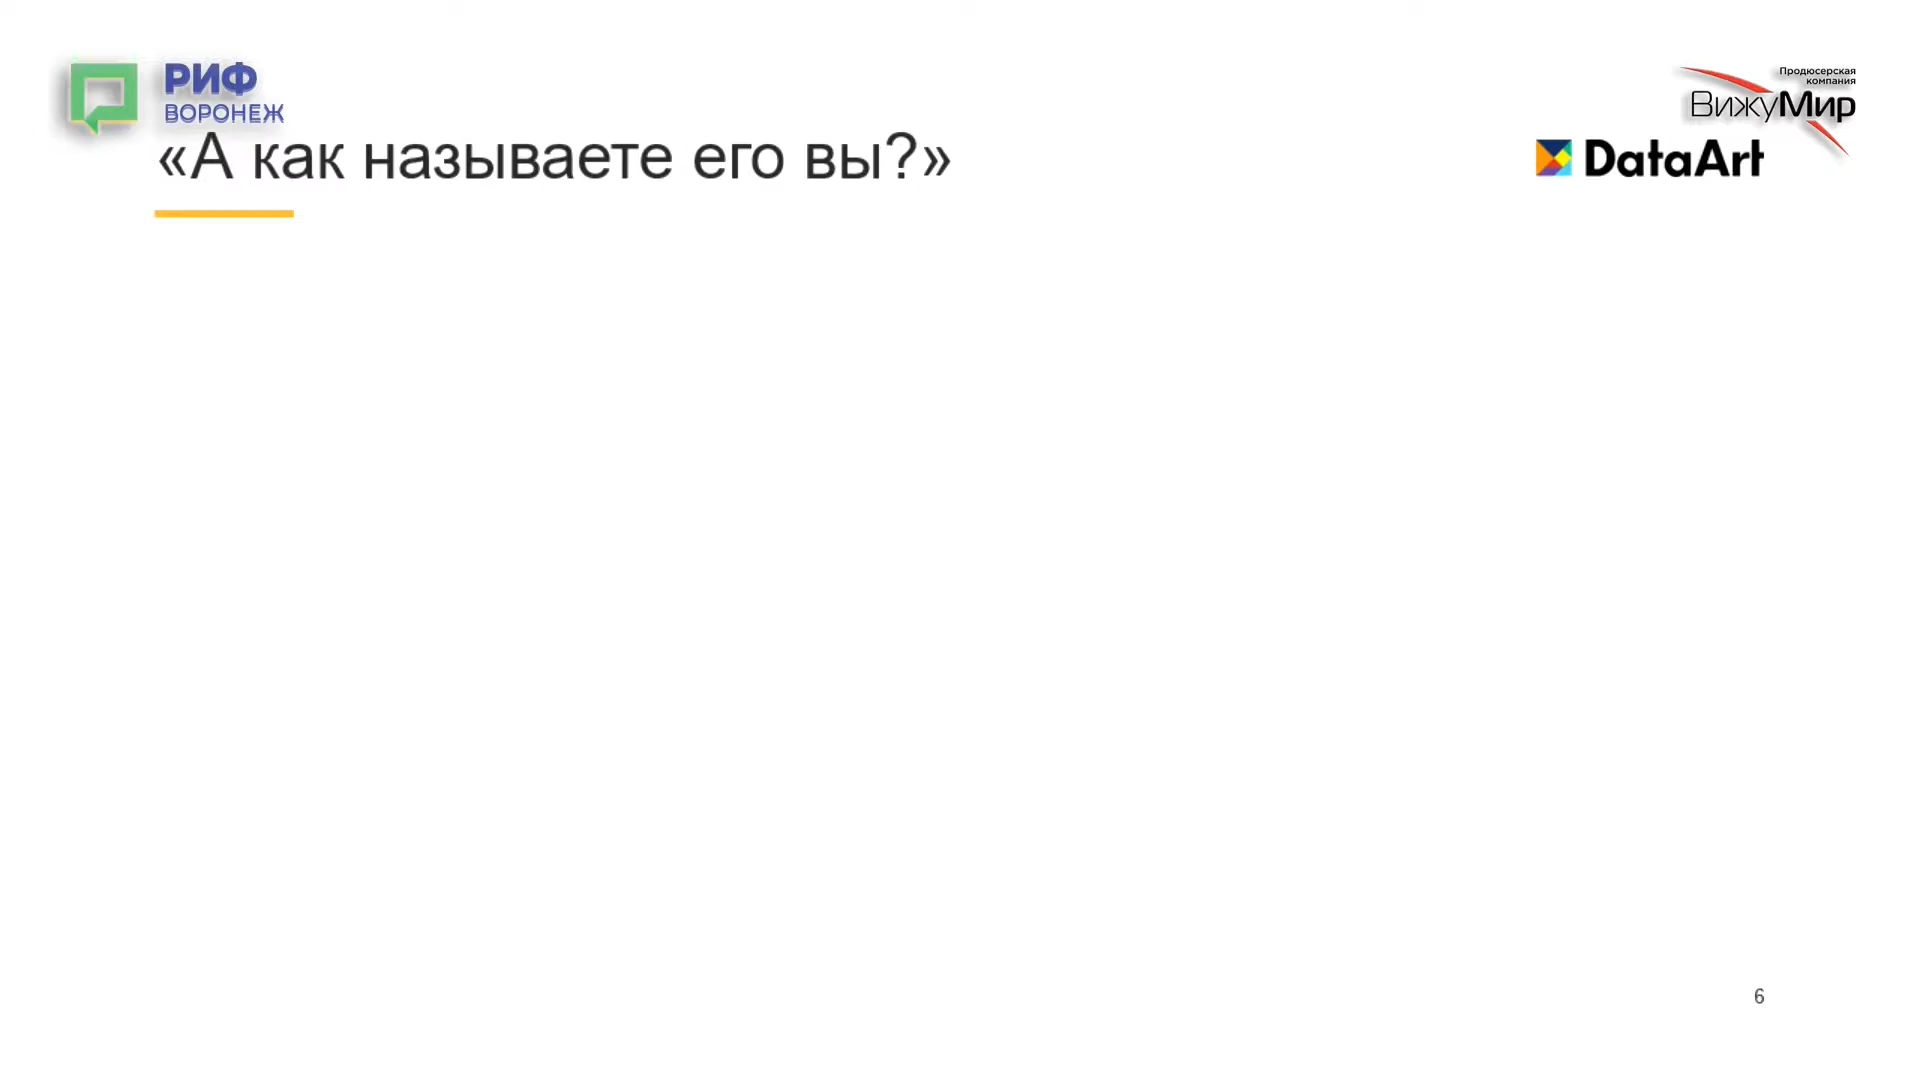 РИФ
ВОРОНЕЖ
Продюсерская
компания
ВижуМир
«А как называете его вы?»
DataArt
6